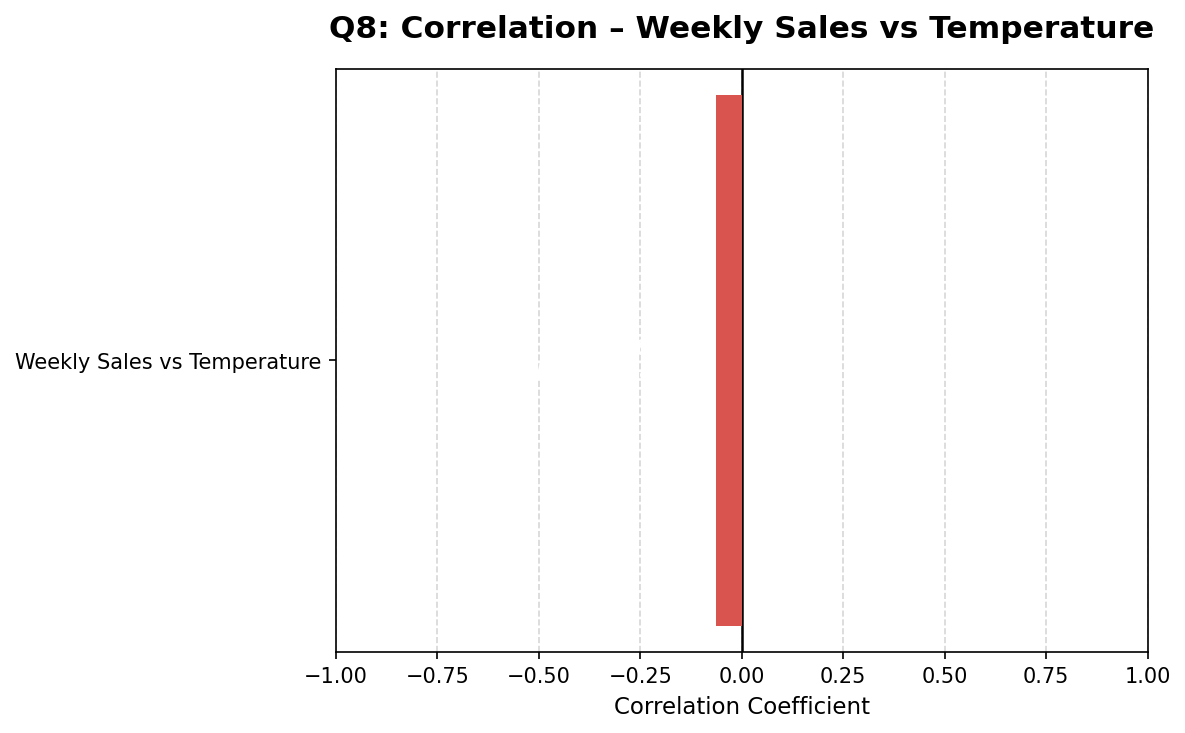 Q8: Correlation – Weekly Sales vs Temperature
Weekly Sales vs Temperature
−1.00 −0.75 −0.50 −0.25 0.00 0.25 0.50 0.75 1.00
Correlation Coefficient